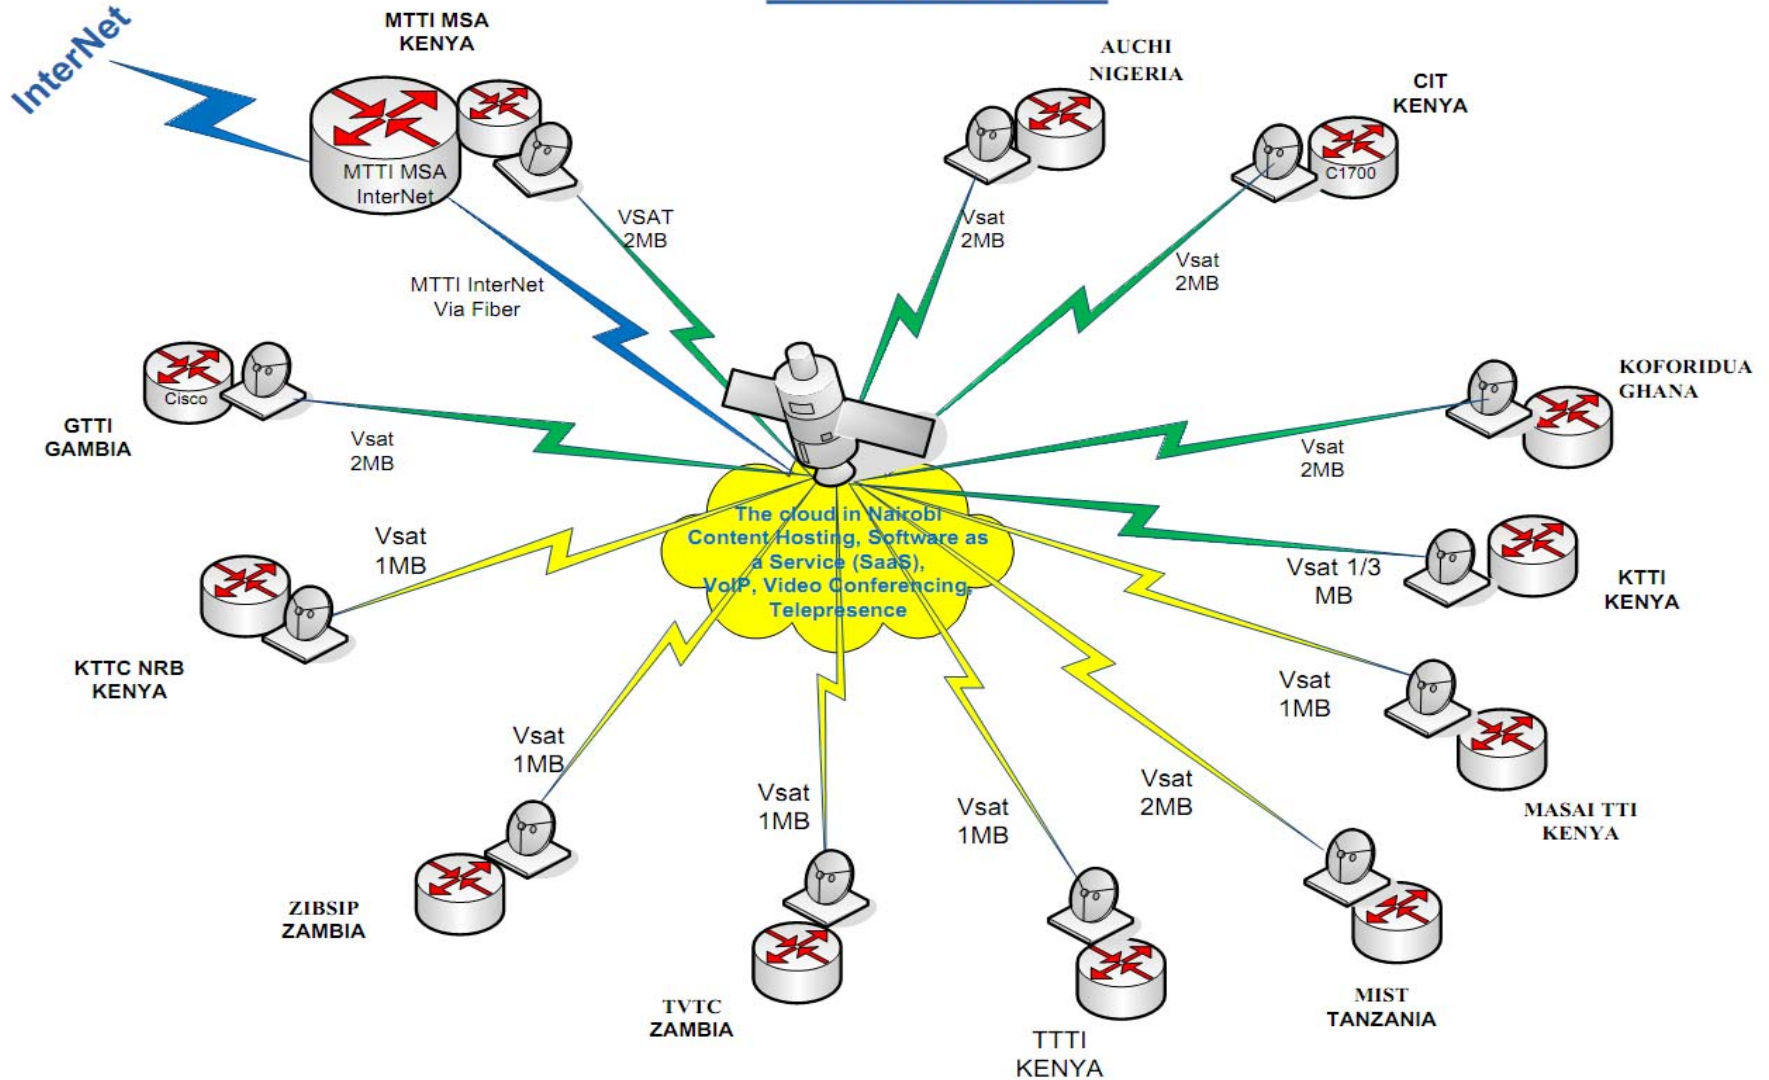 InterNet
MTTI MSA
KENYA
MTTI MSA
InterNet
VSAT
2MB
MTTI InterNet
Via Fiber
AUCHI
NIGERIA
Vsat
2MB
CIT
KENYA
C1700
Vsat
2MB
KOFORIDUA
GHANA
Vsat
2MB
Cisco
GTTI
GAMBIA
Vsat
2MB
The cloud in Nairobi
Content Hosting, Software as
a Service (SaaS),
VoIP, Video Conferencing,
Telepresence
Vsat 1/3
MB
KTTI
KENYA
Vsat
1MB
KTTC NRB
KENYA
Vsat
1MB
MASAI TTI
KENYA
Vsat
1MB
ZIBSIP
ZAMBIA
Vsat
1MB
TVTC
ZAMBIA
Vsat
1MB
TTTI
KENYA
Vsat
2MB
MIST
TANZANIA